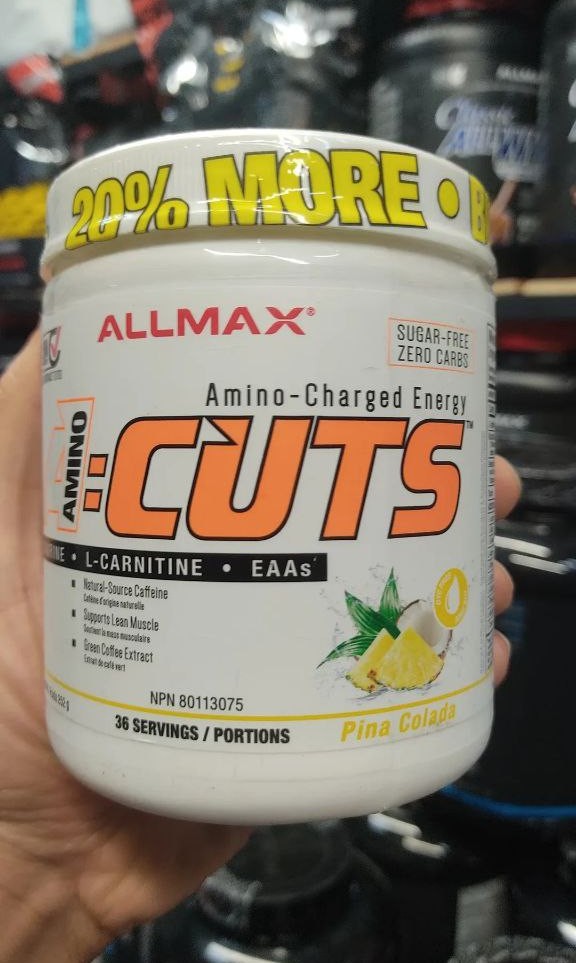 20% MORE •
ALLMAX®
SUGAR-FREE
ZERO CARBS
Amino-Charged Energy
AMINO
:CUTS™
• L-CARNITINE • EAAs
Natural-Source Caffeine
Caféine d'origine naturelle
Supports Lean Muscle
Soutient la mass musculaire
Green Coffee Extract
Extrait de café vert
NPN 80113075
36 SERVINGS / PORTIONS
Pina Colada